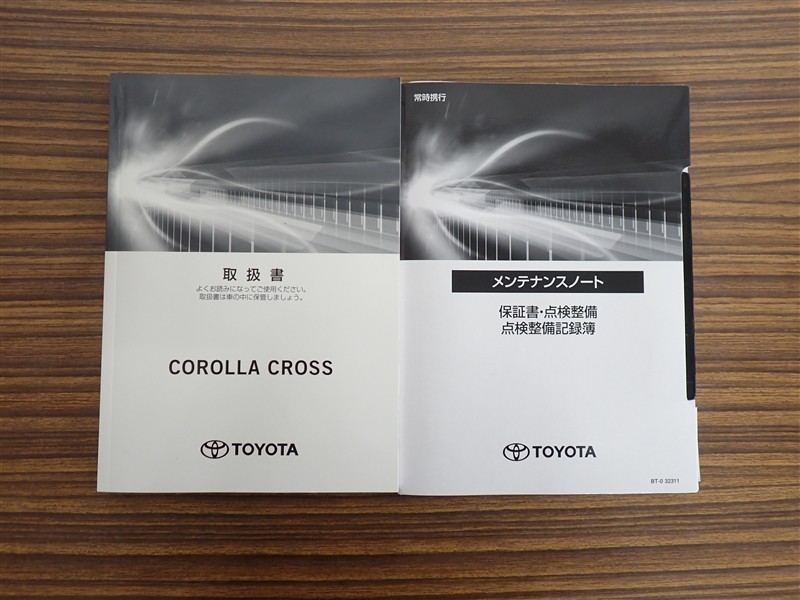 取扱書
よくお読みになってご使用ください。
取扱書は車の中に保管しましょう。
COROLLA CROSS
TOYOTA
常時携行
メンテナンスノート
保証書・点検整備
点検整備記録簿
TOYOTA
BT-0 32311